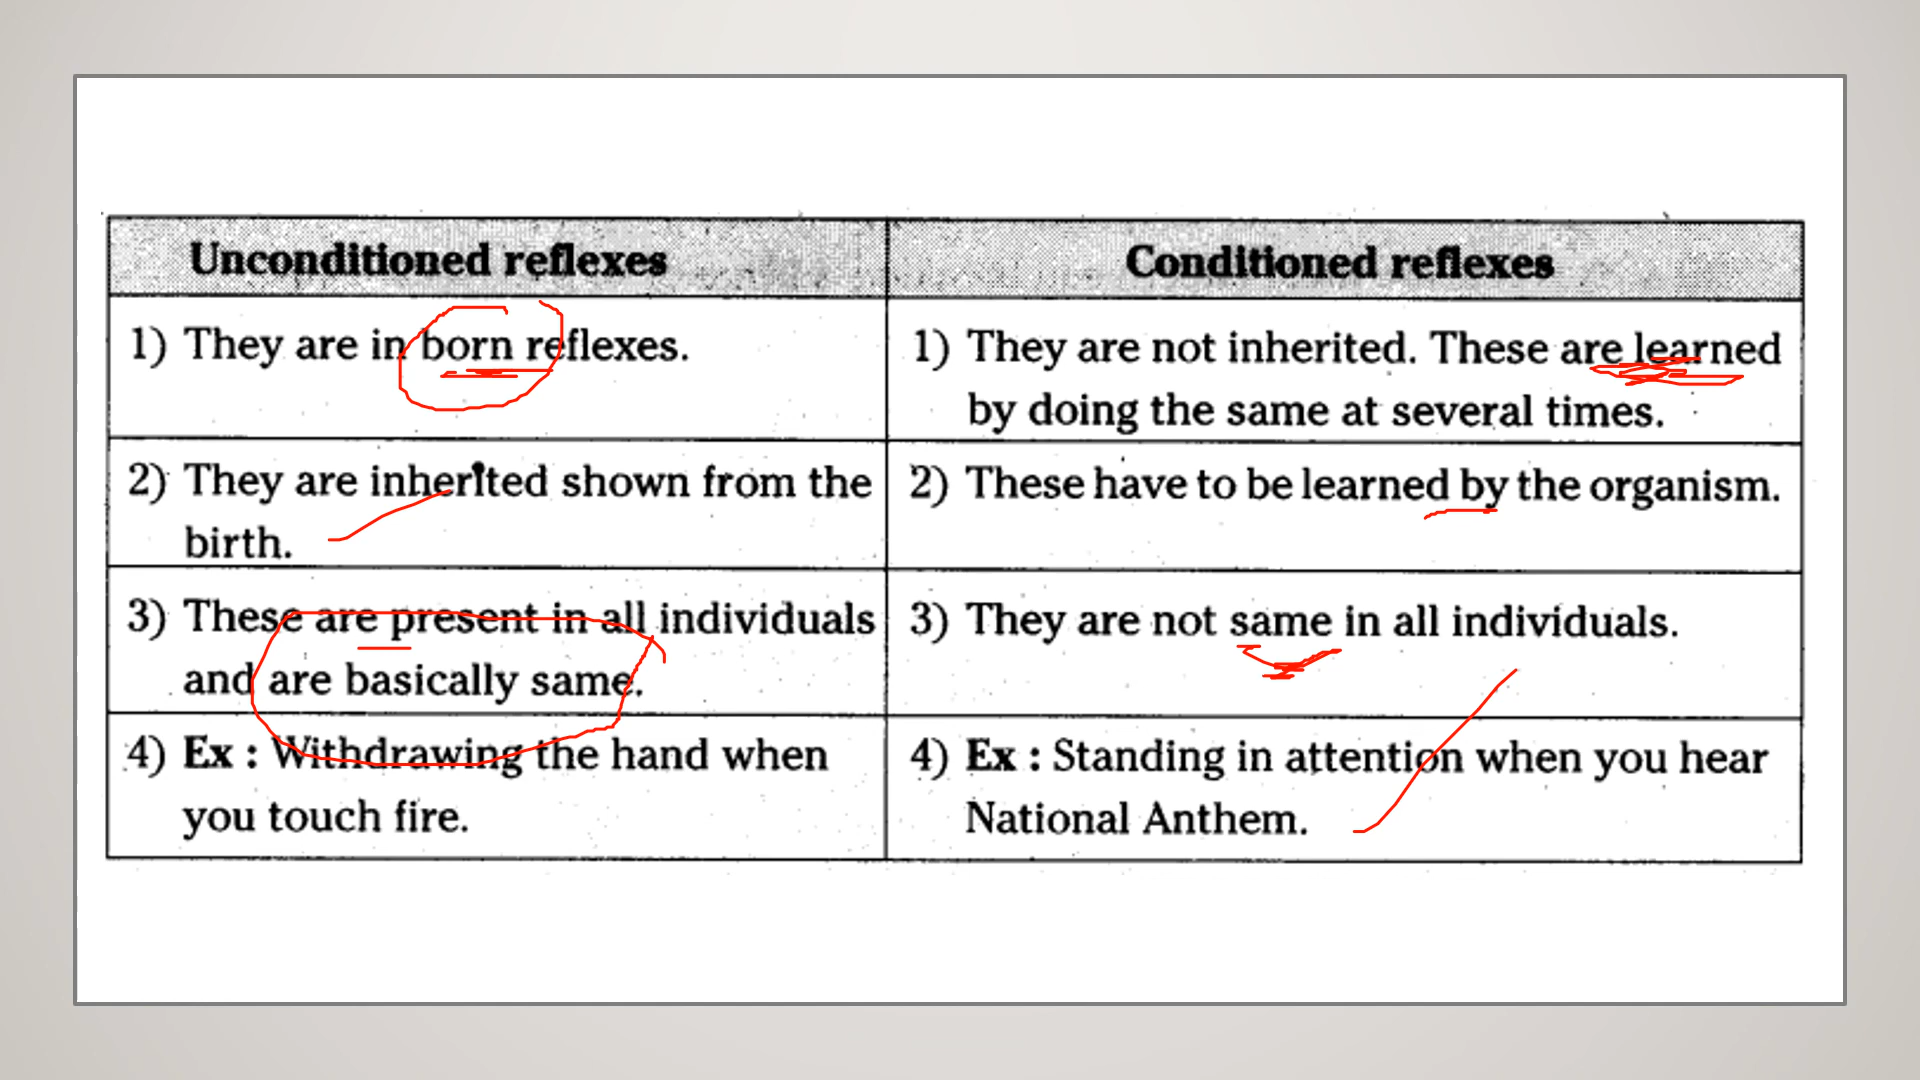 Unconditioned reflexes
Conditioned reflexes
1) They are in born reflexes.
1) They are not inherited. These are learned
by doing the same at several times.
2) They are inherited shown from the
birth.
2) These have to be learned by the organism.
3) These are present in all individuals
and are basically same.
3) They are not same in all individuals.
4) Ex : Withdrawing the hand when
you touch fire.
4) Ex : Standing in attention when you hear
National Anthem.